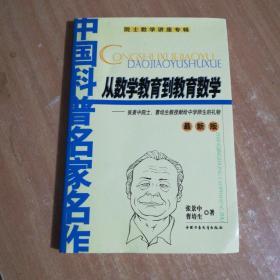 院士数学讲座专辑
CONGSHUXUEJIAOYU
DAOJIAOYUSHUXUE
从数学教育到教育数学
——张景中院士、曹培生教授献给中学师生的礼物
最新版
中国科普名家名作
张景中
曹培生
著
中国少年儿童出版社